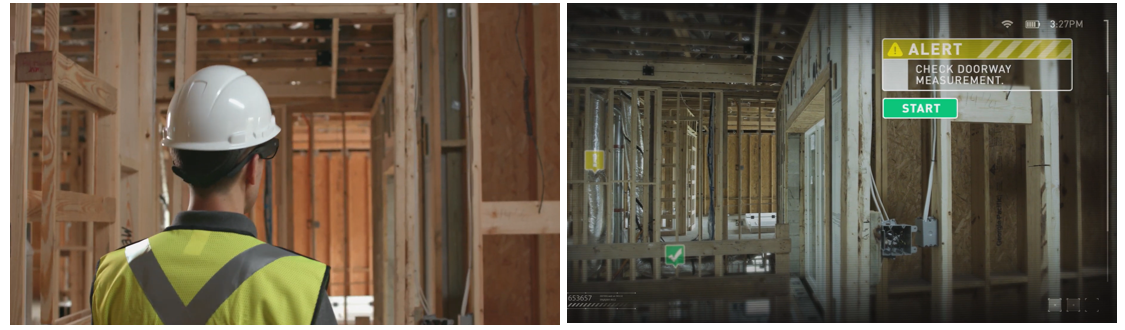 3:27PM
ALERT
CHECK DOORWAY
MEASUREMENT.
START
653657